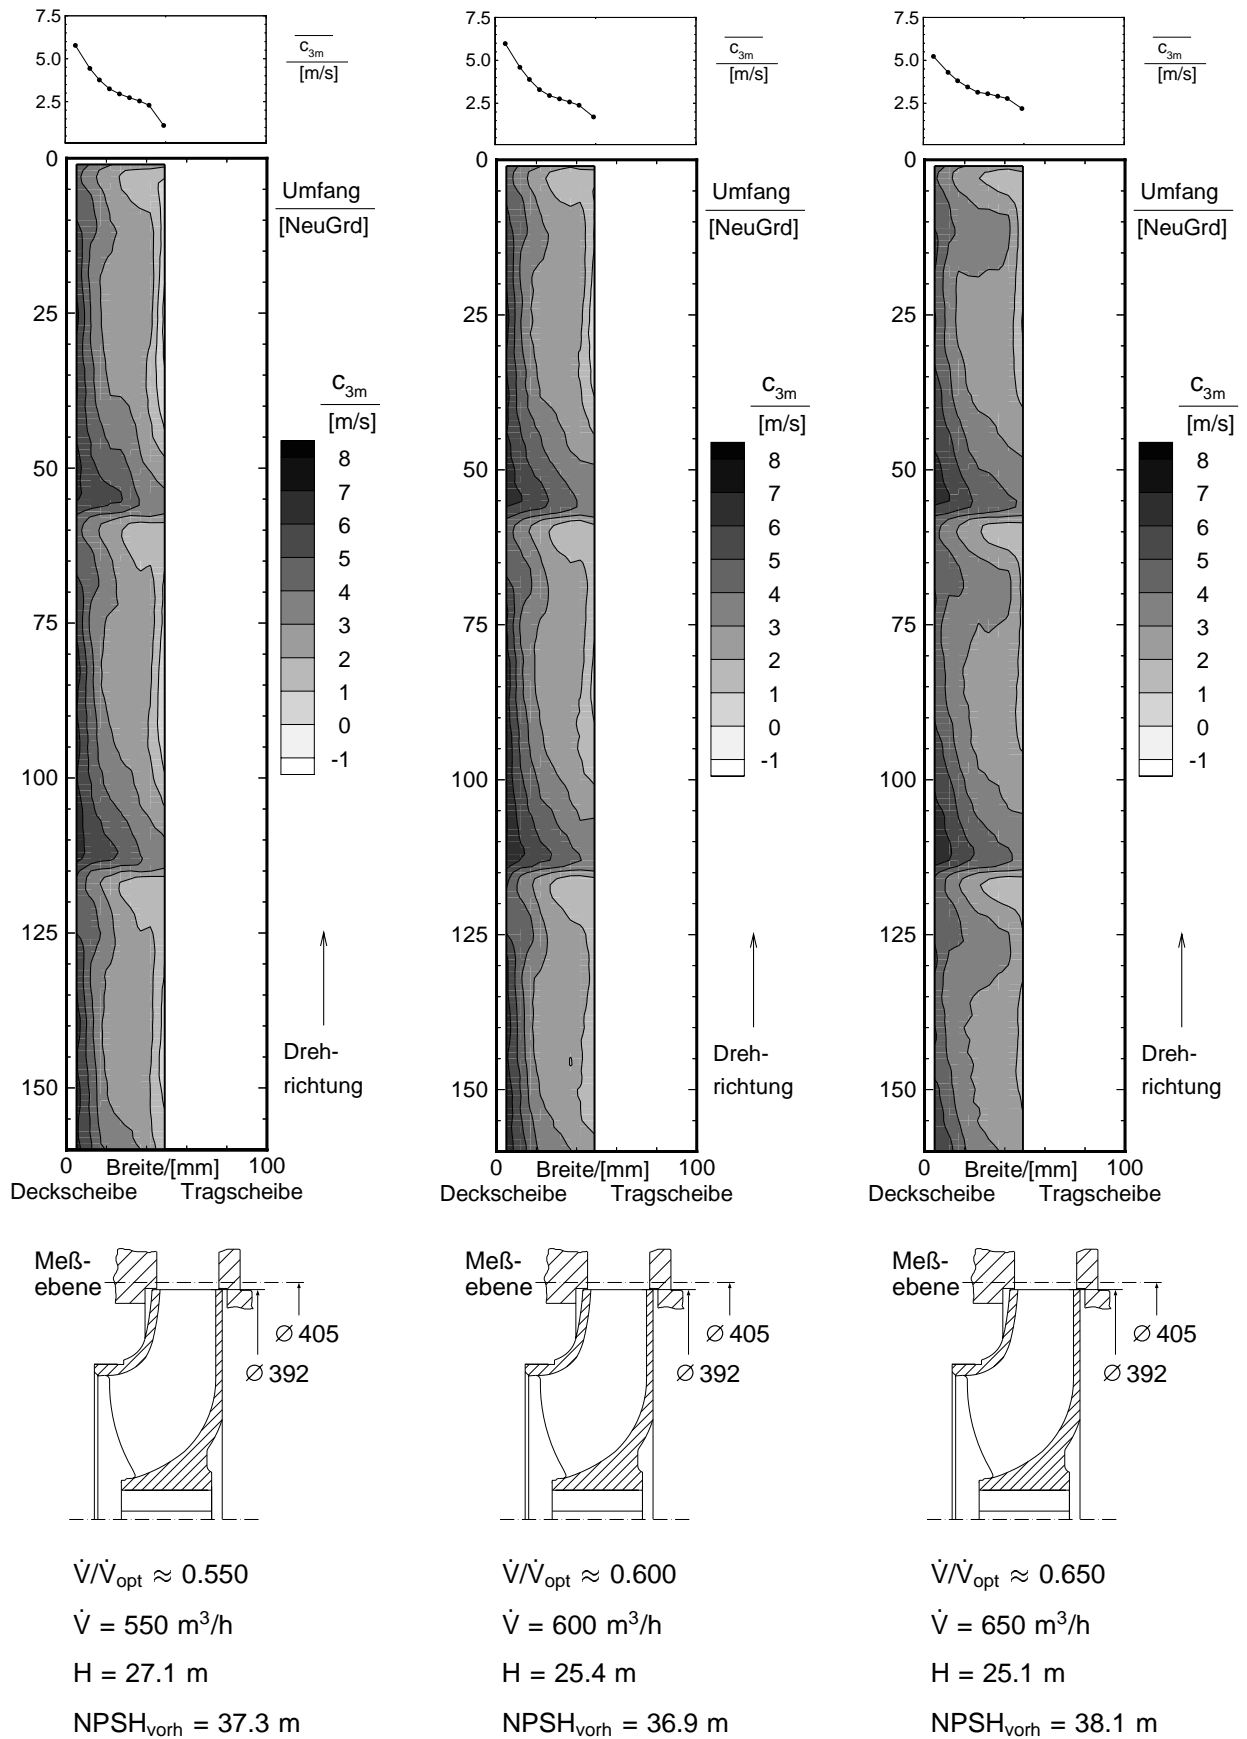 7.5
5.0
2.5
c3m
[m/s]
0
25
50
75
100
125
150
Umfang
[NeuGrd]
c3m
[m/s]
8
7
6
5
4
3
2
1
0
-1
Dreh-
richtung
0 Breite/[mm] 100
Deckscheibe Tragscheibe
Meß-
ebene
∅ 405
∅ 392
V̇/V̇opt ≈ 0.550
V̇ = 550 m³/h
H = 27.1 m
NPSHvorh = 37.3 m
7.5
5.0
2.5
c3m
[m/s]
0
25
50
75
100
125
150
Umfang
[NeuGrd]
c3m
[m/s]
8
7
6
5
4
3
2
1
0
-1
Dreh-
richtung
0 Breite/[mm] 100
Deckscheibe Tragscheibe
Meß-
ebene
∅ 405
∅ 392
V̇/V̇opt ≈ 0.600
V̇ = 600 m³/h
H = 25.4 m
NPSHvorh = 36.9 m
7.5
5.0
2.5
c3m
[m/s]
0
25
50
75
100
125
150
Umfang
[NeuGrd]
c3m
[m/s]
8
7
6
5
4
3
2
1
0
-1
Dreh-
richtung
0 Breite/[mm] 100
Deckscheibe Tragscheibe
Meß-
ebene
∅ 405
∅ 392
V̇/V̇opt ≈ 0.650
V̇ = 650 m³/h
H = 25.1 m
NPSHvorh = 38.1 m